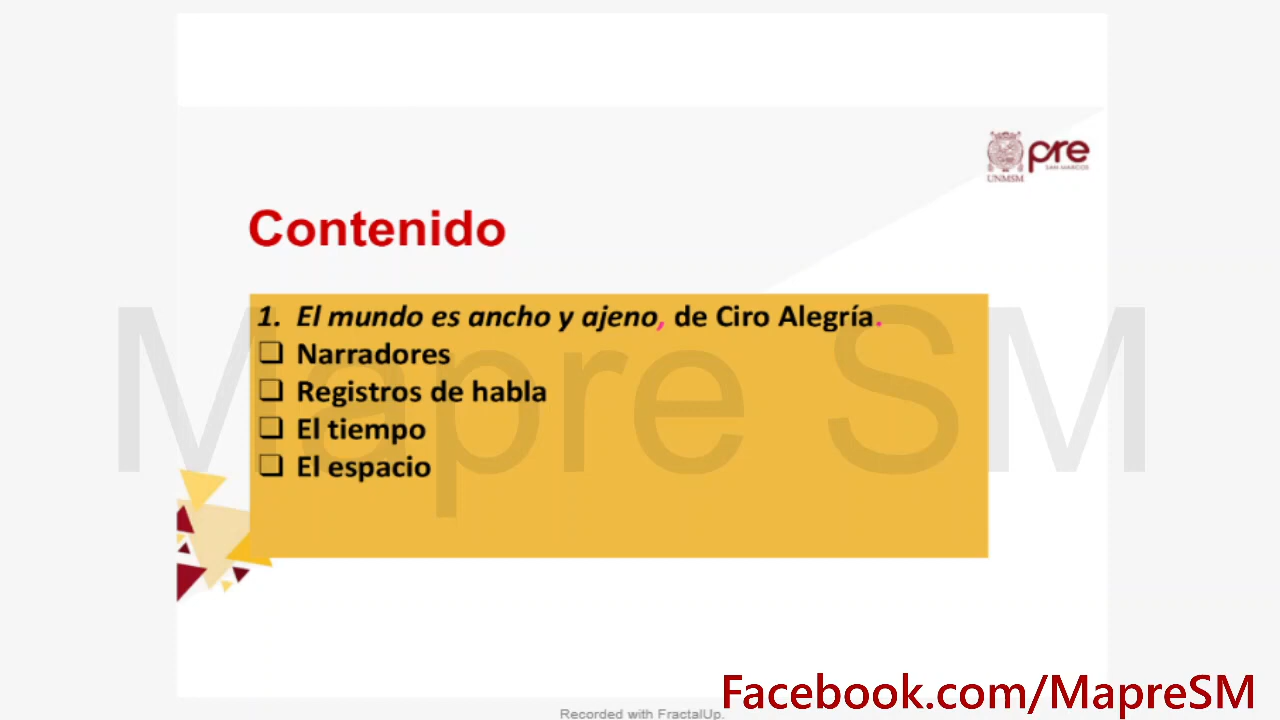 pre
SAN MARCOS
UNMSM
Contenido
1. El mundo es ancho y ajeno, de Ciro Alegría.
❑ Narradores
❑ Registros de habla
❑ El tiempo
❑ El espacio
Mapre SM
Facebook.com/MapreSM
Recorded with FractalUp.